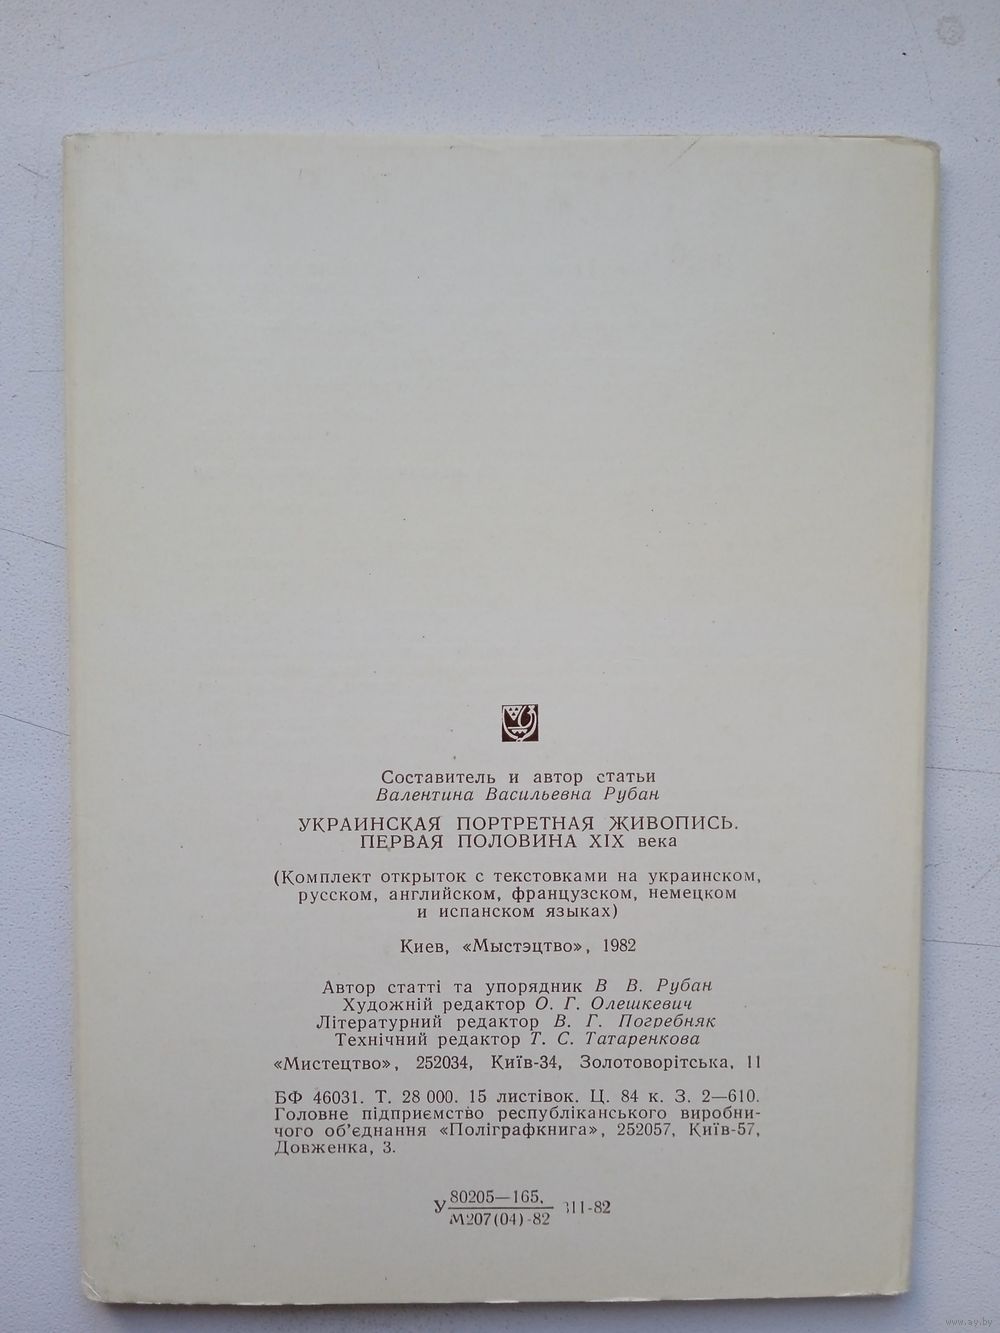 Составитель и автор статьи
Валентина Васильевна Рубан
УКРАИНСКАЯ ПОРТРЕТНАЯ ЖИВОПИСЬ.
ПЕРВАЯ ПОЛОВИНА XIX века
(Комплект открыток с текстовками на украинском,
русском, английском, французском, немецком
и испанском языках)
Киев, «Мыстэцтво», 1982
Автор статті та упорядник В В. Рубан
Художній редактор О. Г. Олешкевич
Літературний редактор В. Г. Погребняк
Технічний редактор Т. С. Татаренкова
«Мистецтво», 252034, Київ-34, Золотоворітська, 11
БФ 46031. Т. 28 000. 15 листівок. Ц. 84 к. З. 2—610.
Головне підприємство республіканського виробни-
чого об'єднання «Поліграфкнига», 252057, Київ-57,
Довженка, 3.
У 80205—165.
М207(04)-82
311-82
www.ay.by